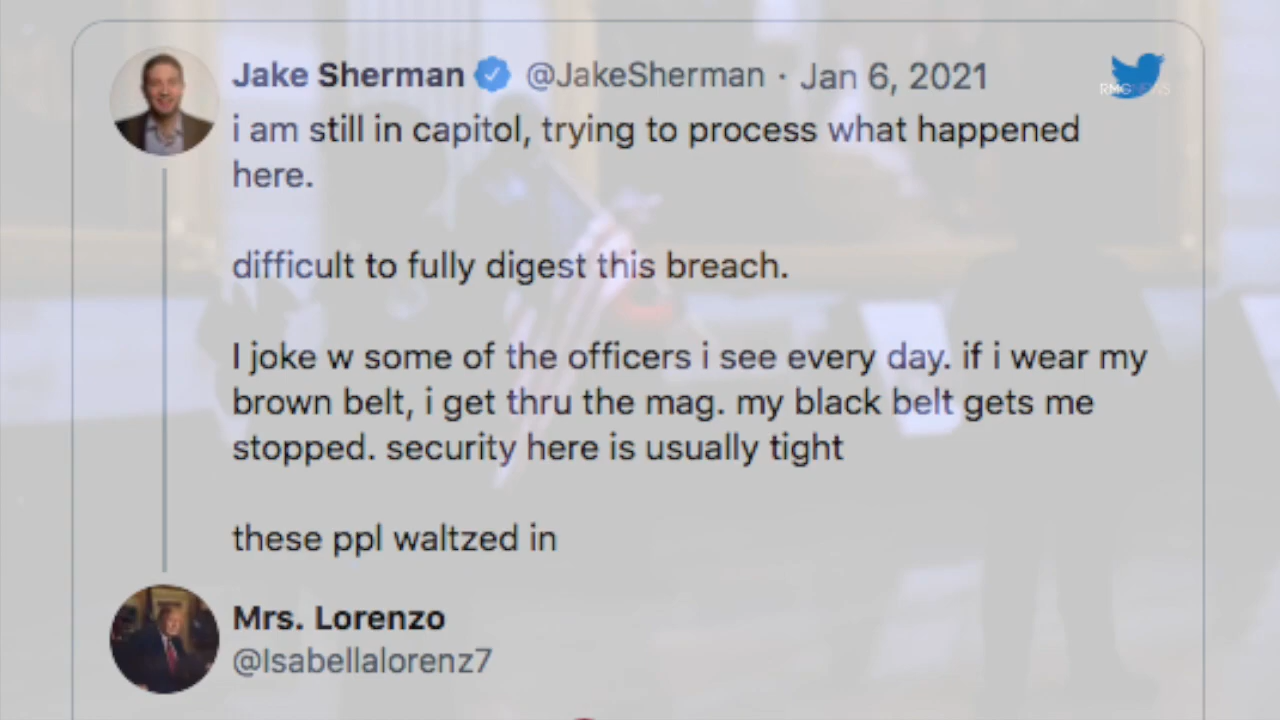 Jake Sherman @JakeSherman · Jan 6, 2021
RMGNEWS
i am still in capitol, trying to process what happened
here.
difficult to fully digest this breach.
I joke w some of the officers i see every day. if i wear my
brown belt, i get thru the mag. my black belt gets me
stopped. security here is usually tight
these ppl waltzed in
Mrs. Lorenzo
@Isabellalorenz7